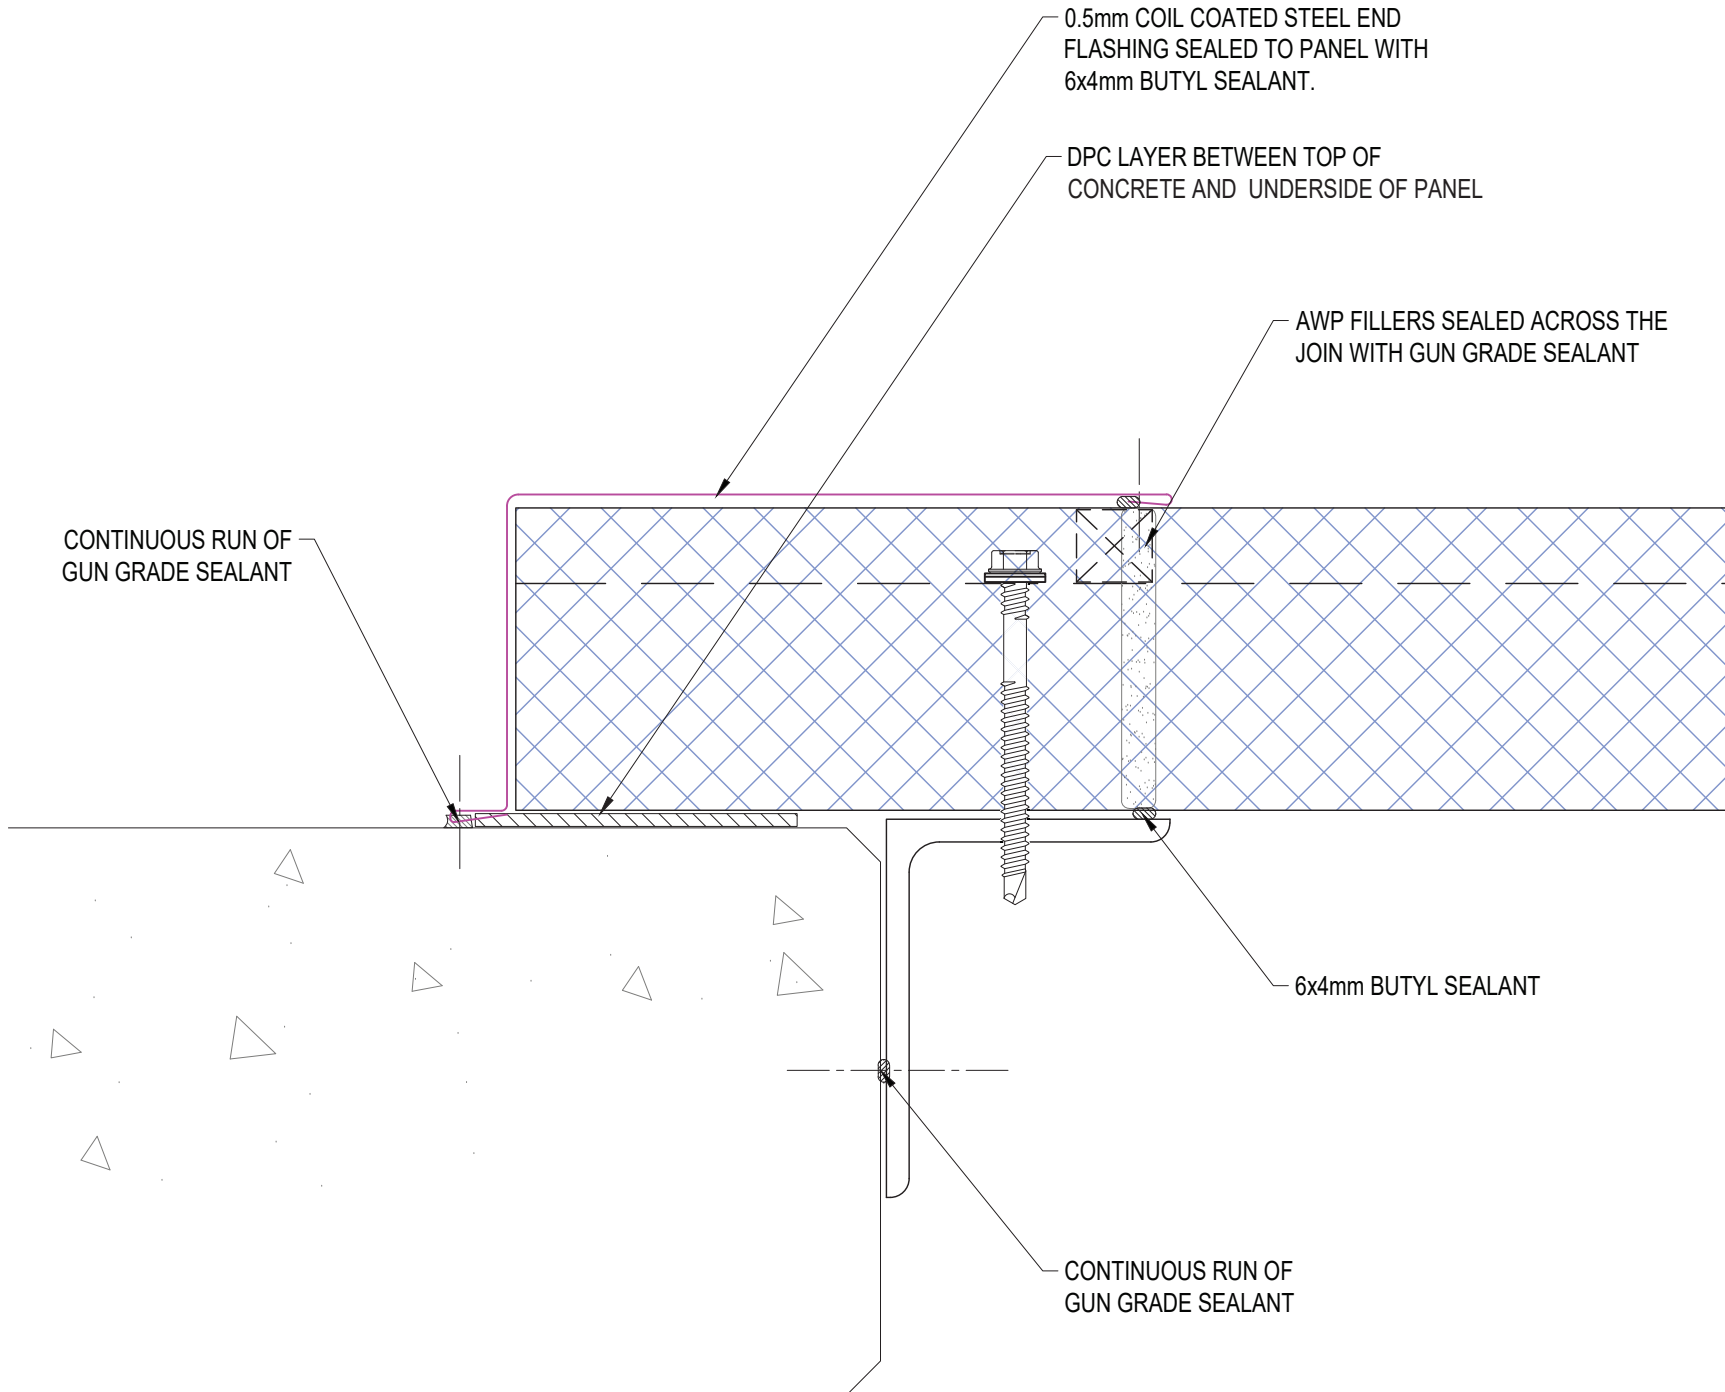 0.5mm COIL COATED STEEL END
FLASHING SEALED TO PANEL WITH
6x4mm BUTYL SEALANT.
DPC LAYER BETWEEN TOP OF
CONCRETE AND UNDERSIDE OF PANEL
AWP FILLERS SEALED ACROSS THE
JOIN WITH GUN GRADE SEALANT
CONTINUOUS RUN OF
GUN GRADE SEALANT
6x4mm BUTYL SEALANT
CONTINUOUS RUN OF
GUN GRADE SEALANT